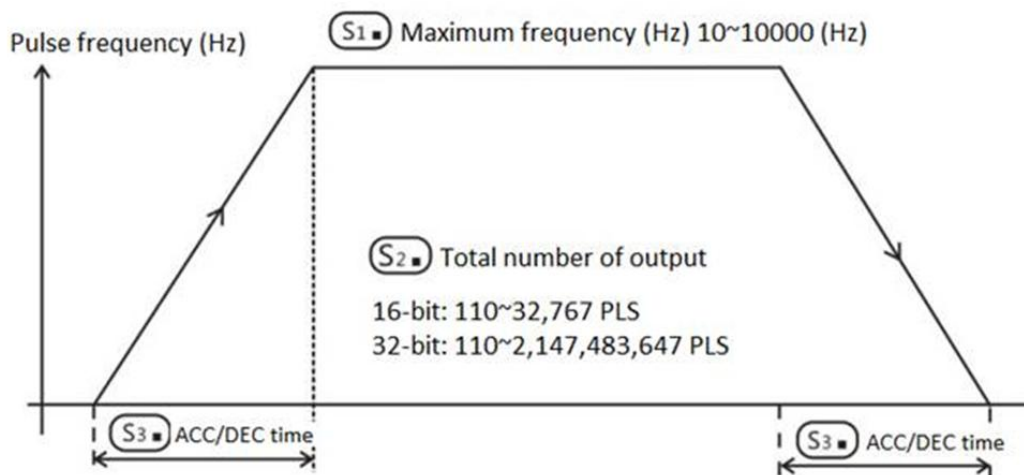 S1. Maximum frequency (Hz) 10~10000 (Hz)
Pulse frequency (Hz)
S2. Total number of output
16-bit: 110~32,767 PLS
32-bit: 110~2,147,483,647 PLS
S3. ACC/DEC time
S3. ACC/DEC time